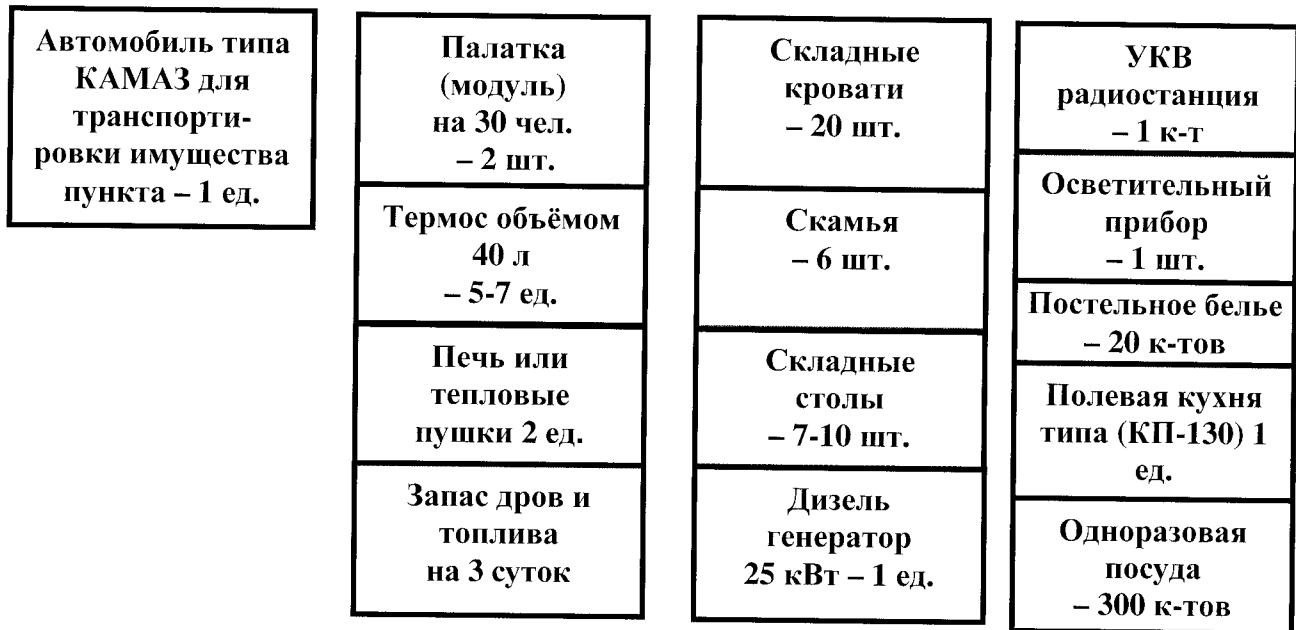 Автомобиль типа
КАМАЗ для
транспорти-
ровки имущества
пункта – 1 ед.
Палатка
(модуль)
на 30 чел.
– 2 шт.
Термос объёмом
40 л
– 5-7 ед.
Печь или
тепловые
пушки 2 ед.
Запас дров и
топлива
на 3 суток
Складные
кровати
– 20 шт.
Скамья
– 6 шт.
Складные
столы
– 7-10 шт.
Дизель
генератор
25 кВт – 1 ед.
УКВ
радиостанция
– 1 к-т
Осветительный
прибор
– 1 шт.
Постельное белье
– 20 к-тов
Полевая кухня
типа (КП-130) 1
ед.
Одноразовая
посуда
– 300 к-тов